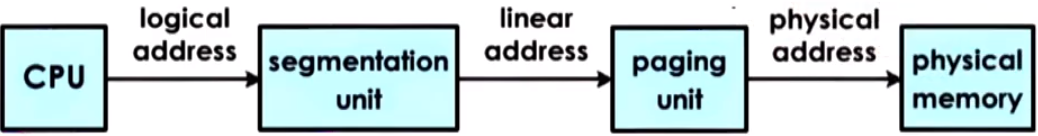 CPU
logical
address
segmentation
unit
linear
address
paging
unit
physical
address
physical
memory